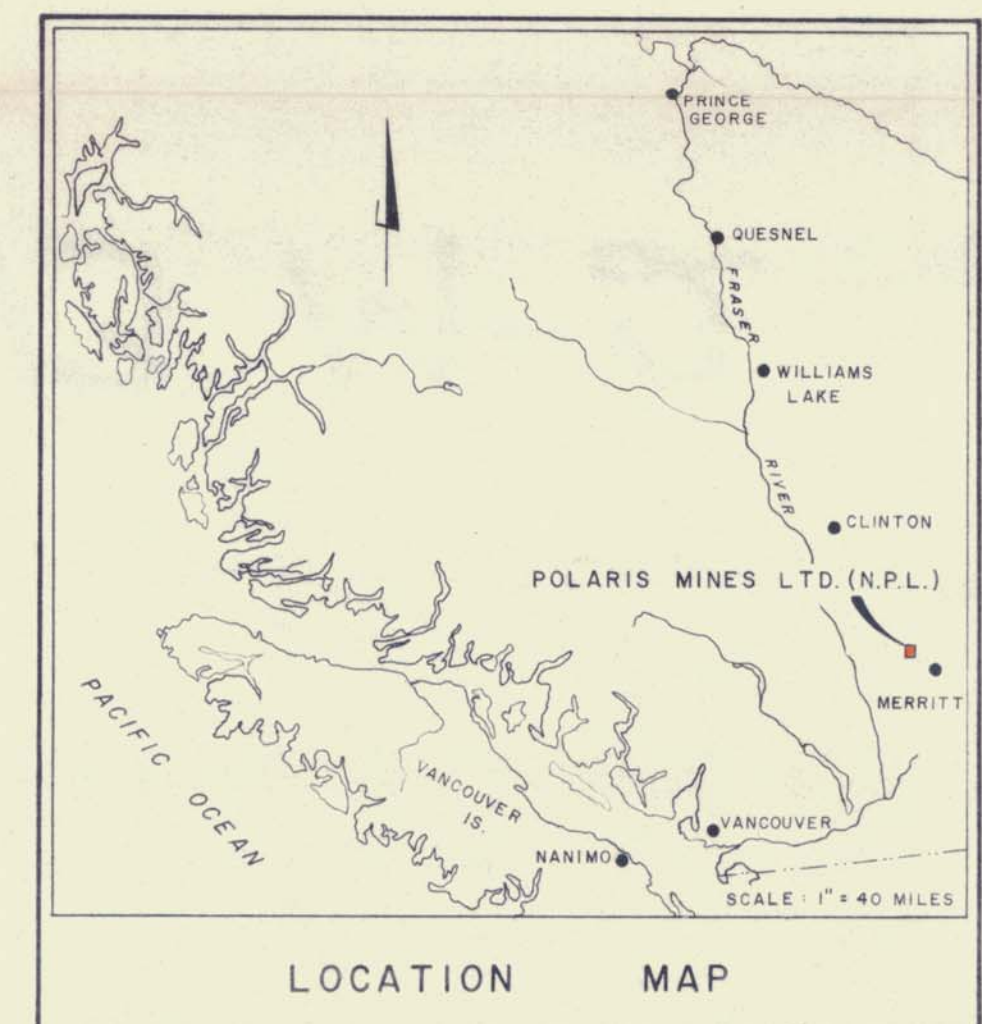 PRINCE
GEORGE
QUESNEL
FRASER
WILLIAMS
LAKE
RIVER
CLINTON
POLARIS MINES LTD. (N.P.L.)
MERRITT
PACIFIC
OCEAN
VANCOUVER
IS.
VANCOUVER
NANIMO
SCALE : 1" = 40 MILES
LOCATION MAP